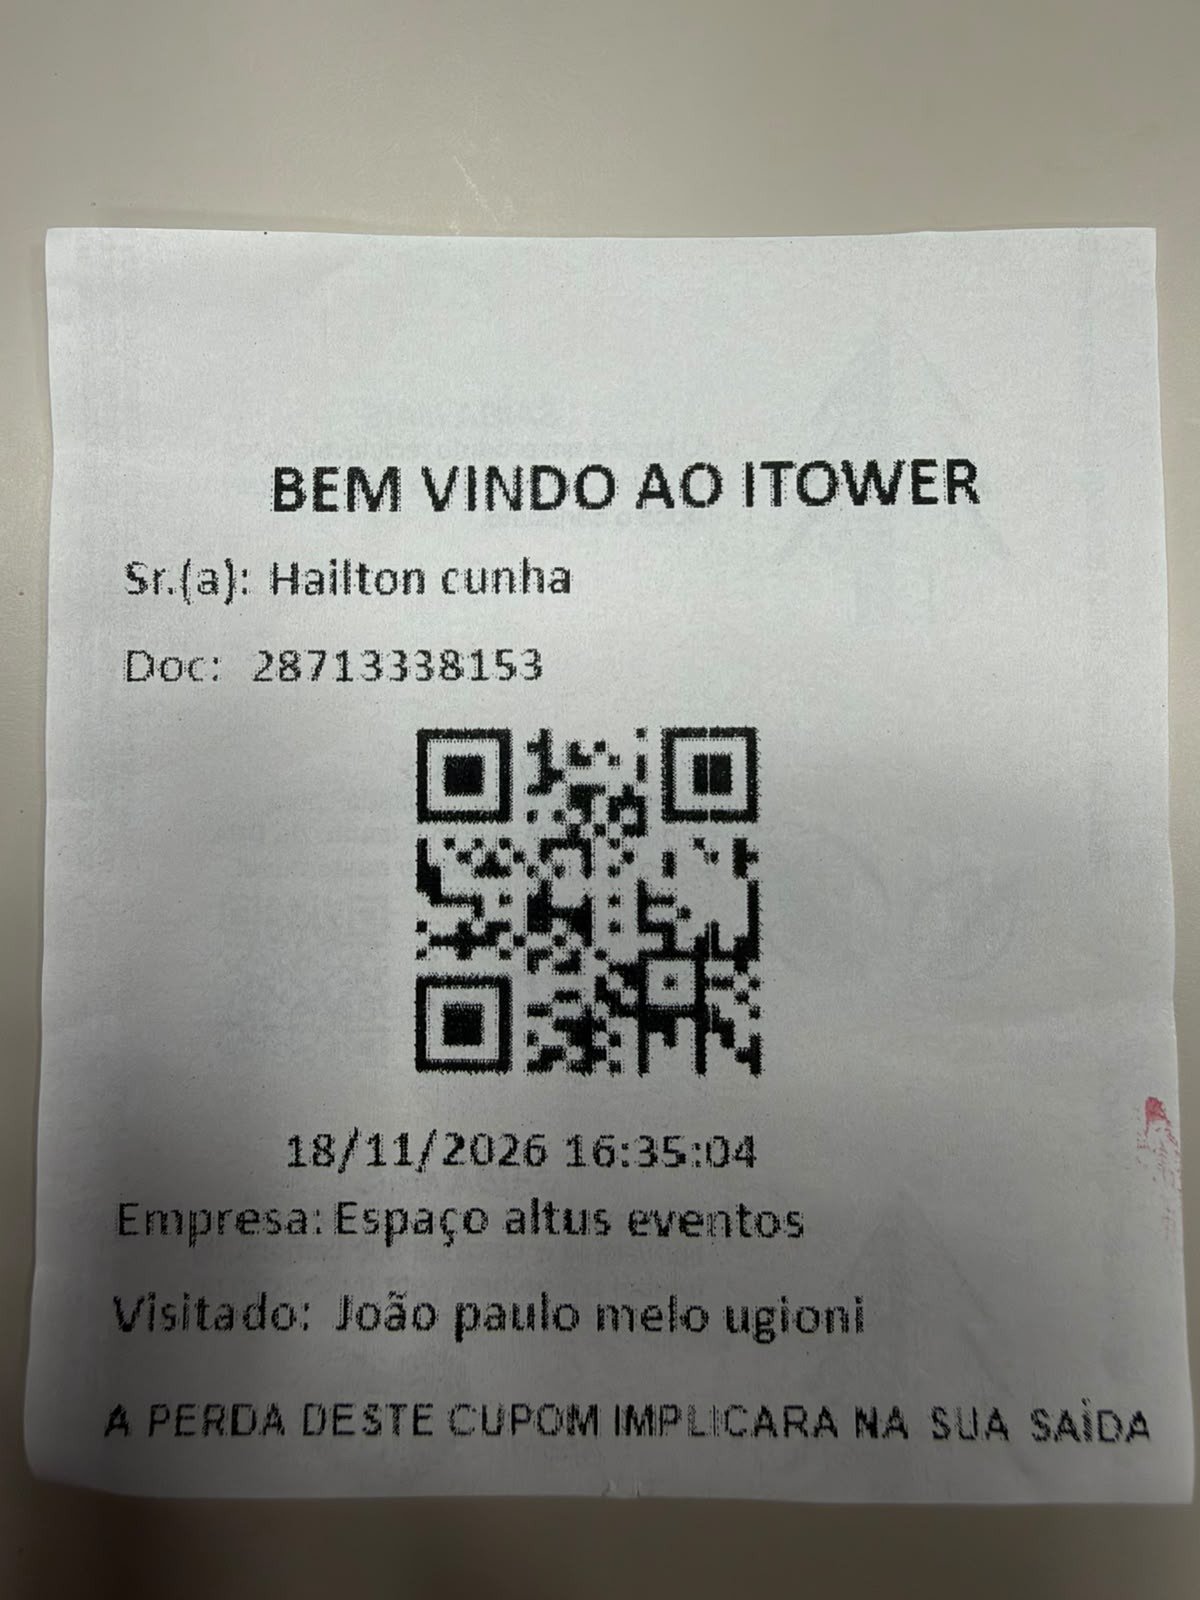 BEM VINDO AO ITOWER
Sr.(a): Hailton cunha
Doc: 28713338153
18/11/2026 16:35:04
Empresa: Espaço altus eventos
Visitado: João paulo melo ugioni
A PERDA DESTE CUPOM IMPLICARA NA SUA SAÍDA